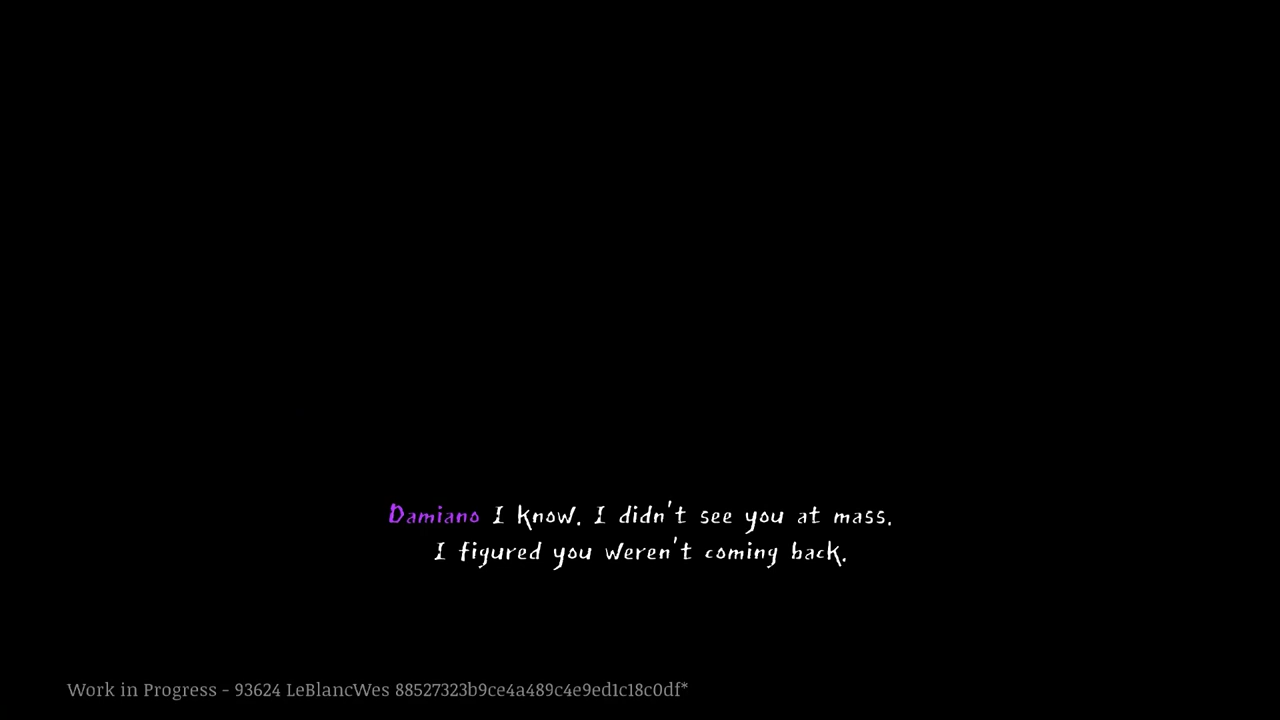 Damiano I know. I didn't see you at mass.
I figured you weren't coming back.
Work in Progress - 93624 LeBlancWes 88527323b9ce4a489c4e9ed1c18c0df*